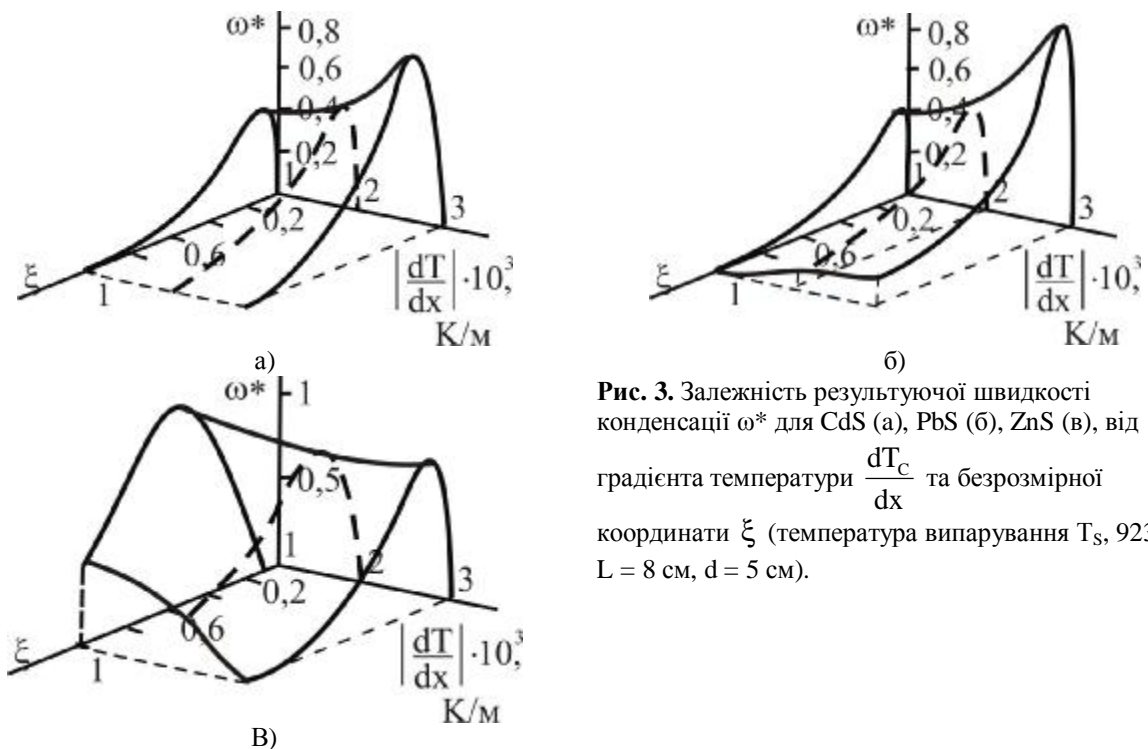 ω*
0,8
0,6
0,4
0,2
1
0,2
2
3
0,6
ξ
1
|dT/dx| · 10³,
К/м
а)
ω*
0,8
0,6
0,4
0,2
1
0,2
2
3
0,6
ξ
1
|dT/dx| · 10³,
К/м
б)
ω*
1
0,5
1
0,2
2
3
0,6
ξ
1
|dT/dx| · 10³,
К/м
В)
Рис. 3. Залежність результуючої швидкості
конденсації ω* для CdS (а), PbS (б), ZnS (в), від
градієнта температури dT_C/dx та безрозмірної
координати ξ (температура випарування T_S, 923
L = 8 см, d = 5 см).